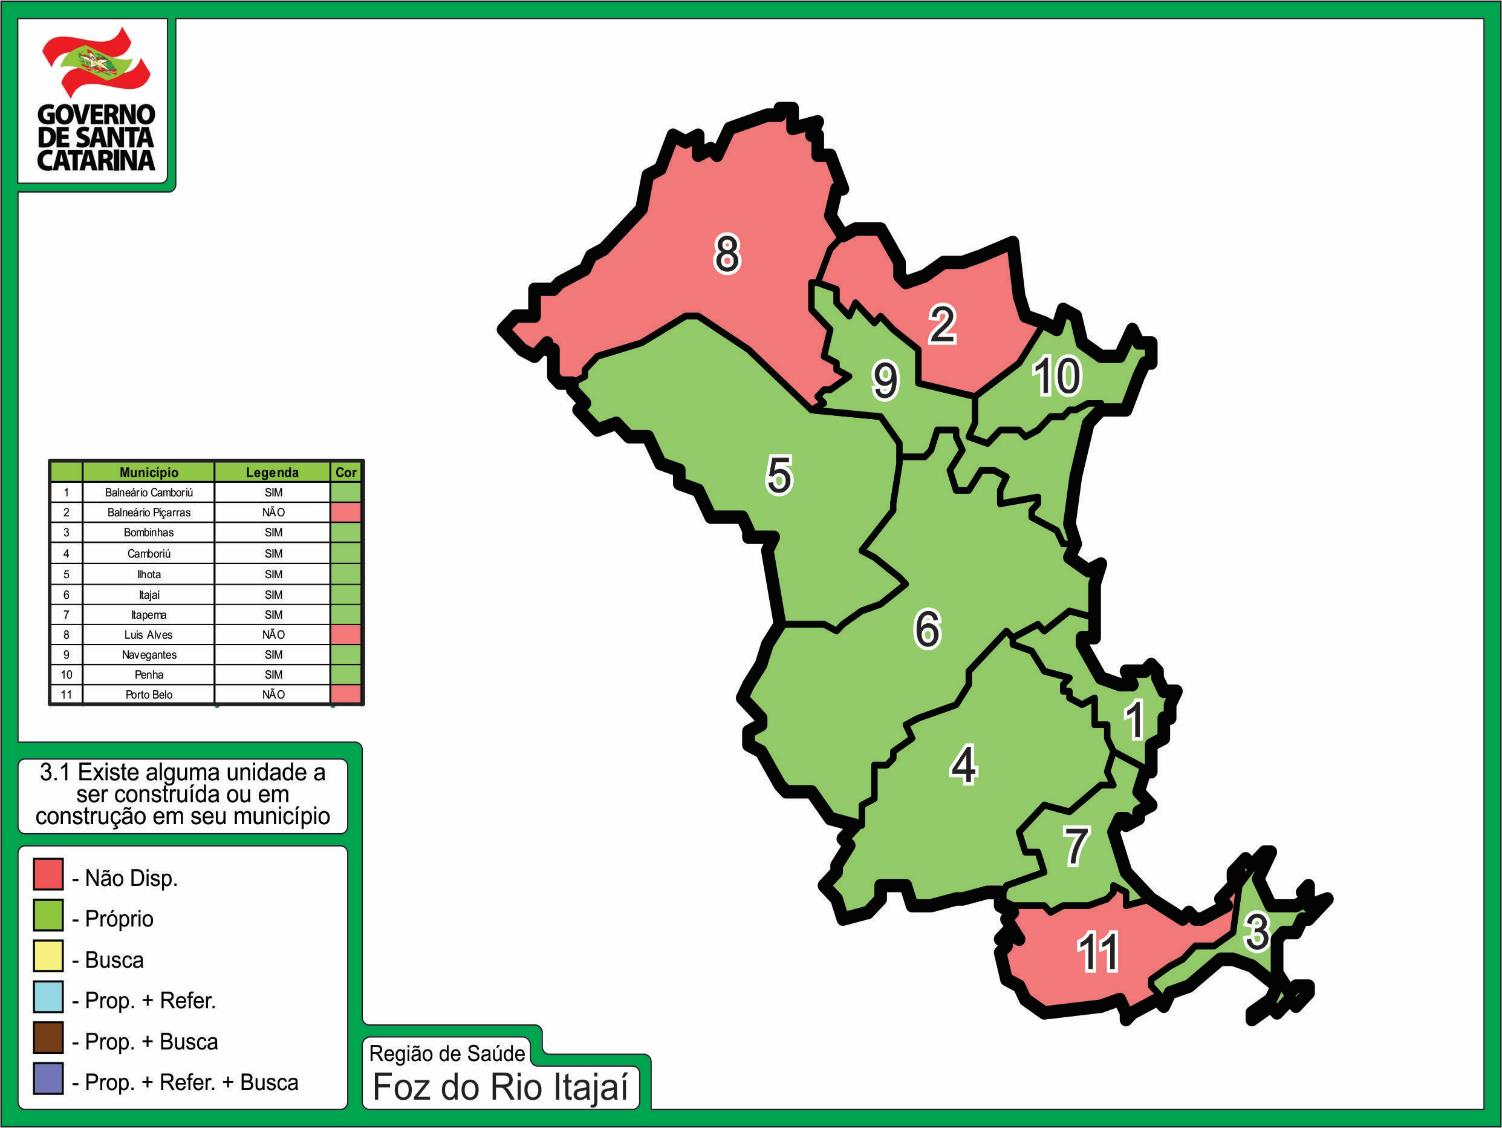 GOVERNO
DE SANTA
CATARINA
8
2
10
9
5
6
1
4
7
3
11
Município Legenda Cor
1 Balneário Camboriú SIM
2 Balneário Piçarras NÃO
3 Bombinhas SIM
4 Camboriú SIM
5 Ilhota SIM
6 Itajaí SIM
7 Itapema SIM
8 Luis Alves NÃO
9 Navegantes SIM
10 Penha SIM
11 Porto Belo NÃO
3.1 Existe alguma unidade a
ser construída ou em
construção em seu município
- Não Disp.
- Próprio
- Busca
- Prop. + Refer.
- Prop. + Busca
- Prop. + Refer. + Busca
Região de Saúde
Foz do Rio Itajaí